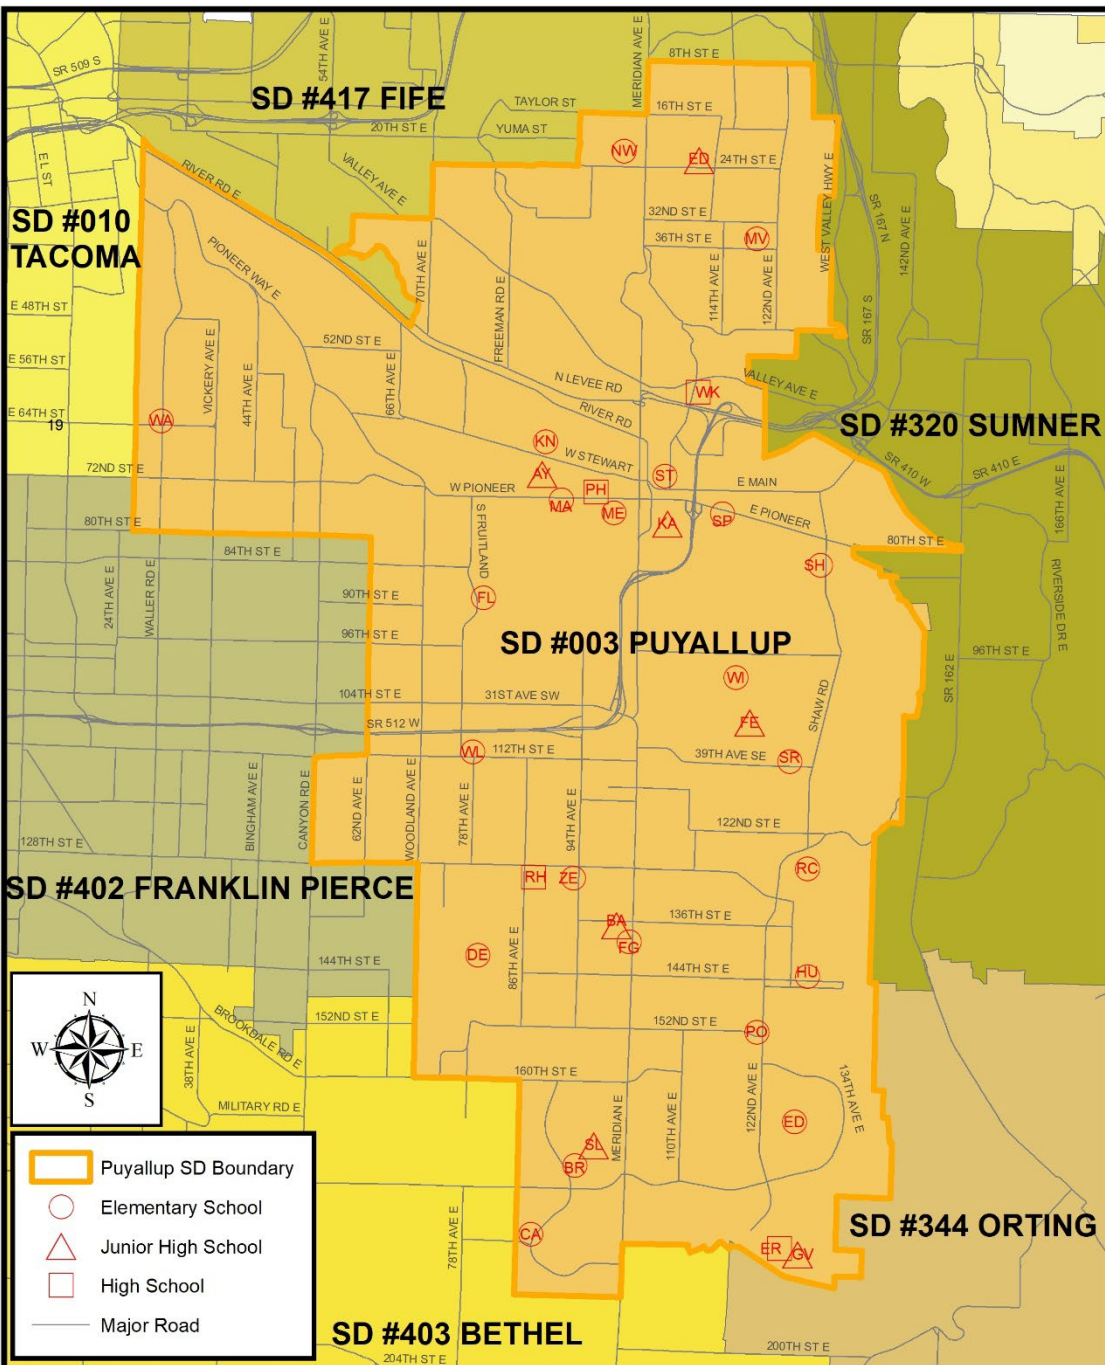 8TH ST E
SR 509 S
54TH AVE E
MERIDIAN AVE E
SD #417 FIFE
TAYLOR ST
16TH ST E
20TH ST E
YUMA ST
NW
ED
24TH ST E
E L ST
RIVER RD E
VALLEY AVE E
WEST VALLEY HWY E
SR 167 N
142ND AVE E
SD #010
TACOMA
32ND ST E
36TH ST E
MV
PIONEER WAY E
70TH AVE E
FREEMAN RD E
114TH AVE E
122ND AVE E
SR 167 S
E 48TH ST
52ND ST E
E 56TH ST
VICKERY AVE E
44TH AVE E
66TH AVE E
N LEVEE RD
VALLEY AVE E
WK
RIVER RD
E 64TH ST
19
WA
SD #320 SUMNER
KN
W STEWART
SR 410 W
SR 410 E
72ND ST E
AY
ST
E MAIN
W PIONEER
PH
MA
ME
KA
SP
E PIONEER
166TH AVE E
80TH ST E
S FRUITLAND
80TH ST E
84TH ST E
SH
24TH AVE E
WALLER RD E
90TH ST E
FL
RIVERSIDE DR E
96TH ST E
SD #003 PUYALLUP
96TH ST E
WI
SR 162 E
104TH ST E
31ST AVE SW
SHAW RD
SR 512 W
FE
WL
112TH ST E
39TH AVE SE
SR
BINGHAM AVE E
CANYON RD E
62ND AVE E
WOODLAND AVE E
78TH AVE E
94TH AVE E
122ND ST E
128TH ST E
RC
SD #402 FRANKLIN PIERCE
RH
ZE
BA
136TH ST E
FG
DE
86TH AVE E
144TH ST E
144TH ST E
HU
N
W
E
S
BROOKDALE RD E
152ND ST E
152ND ST E
PO
38TH AVE E
160TH ST E
134TH AVE E
MILITARY RD E
MERIDIAN E
110TH AVE E
122ND AVE E
ED
SL
BR
Puyallup SD Boundary
Elementary School
Junior High School
High School
Major Road
78TH AVE E
CA
SD #344 ORTING
ER
GV
SD #403 BETHEL
204TH ST E
200TH ST E